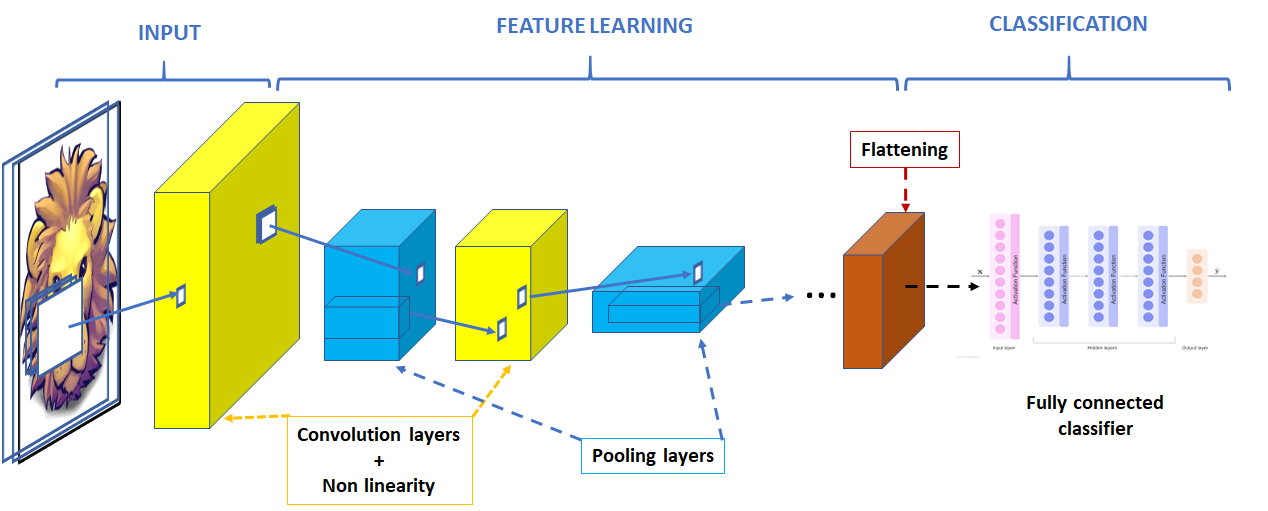 INPUT
FEATURE LEARNING
CLASSIFICATION
Flattening
x
Activation Function
Activation Function
Activation Function
Activation Function
ŷ
Input layer
Hidden layers
Output layer
...
Fully connected
classifier
Convolution layers
+
Non linearity
Pooling layers